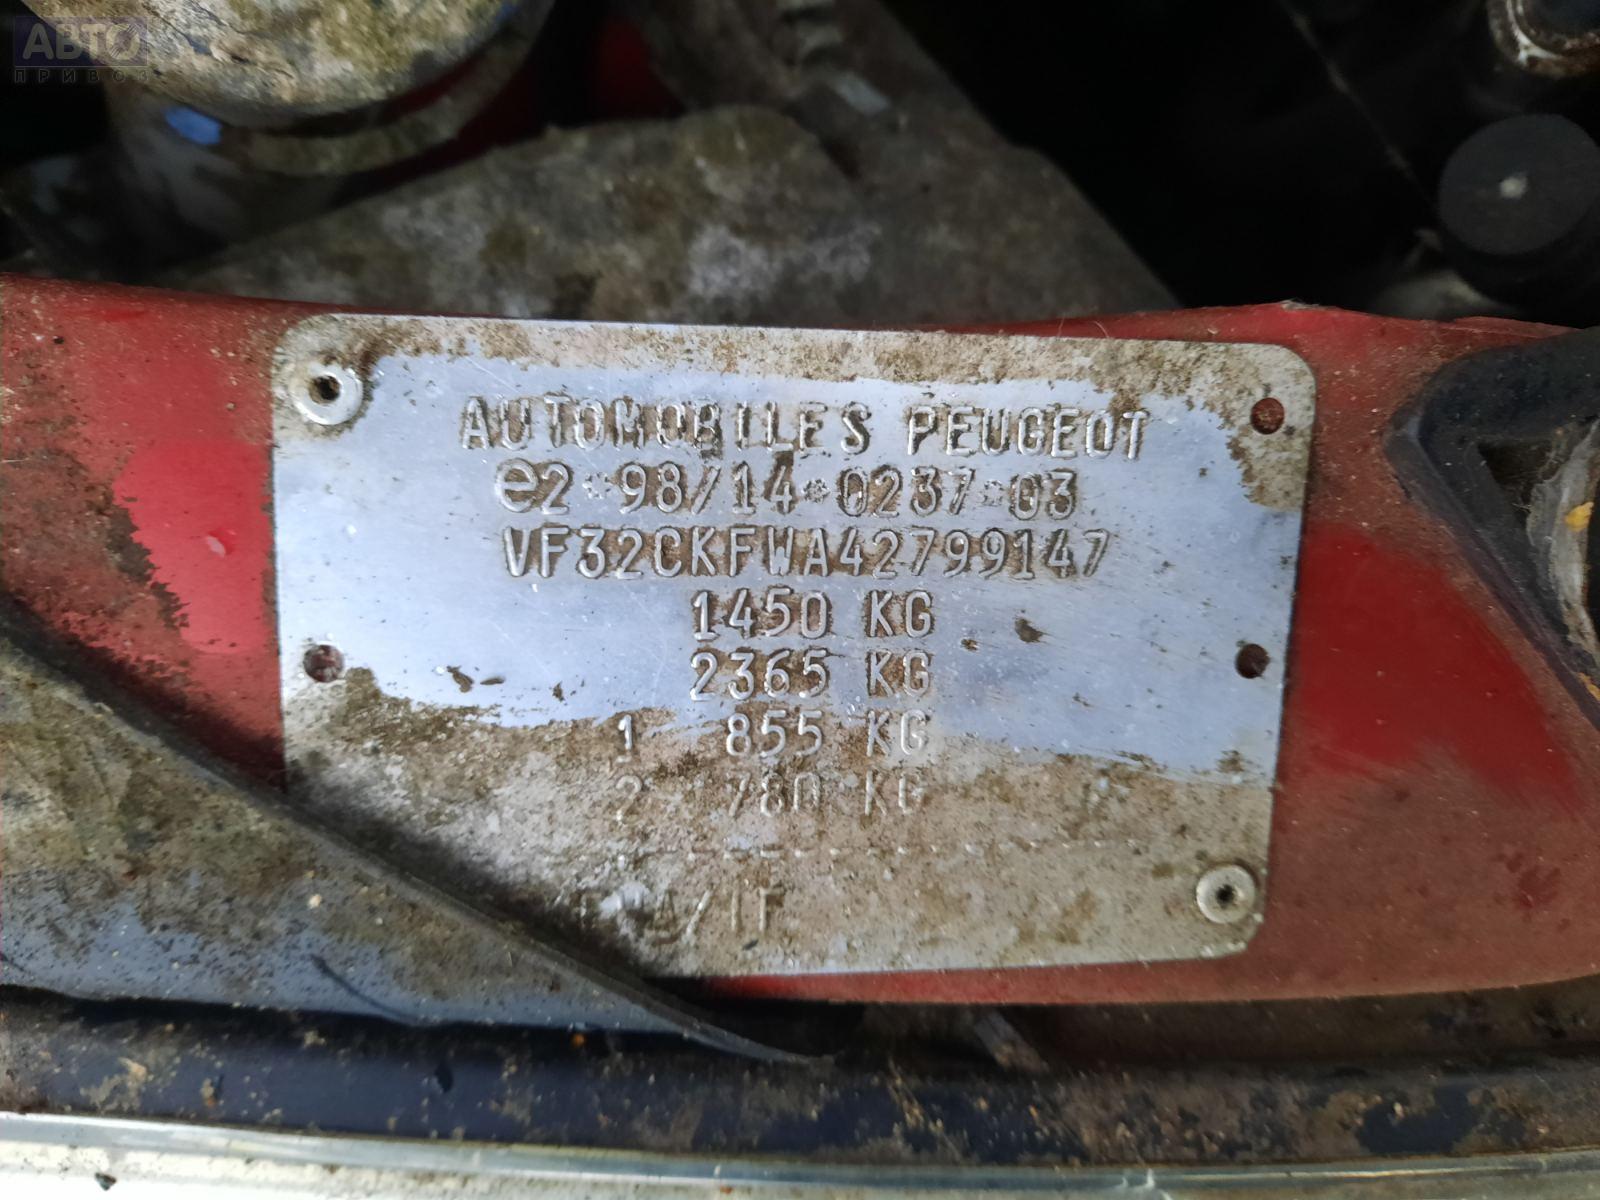 АВТО
ПРИВОЗ
AUTOMOBILES PEUGEOT
e2*98/14*0237*03
VF32CKFWA42799147
1450 KG
2365 KG
1 855 KG
2 780 KG